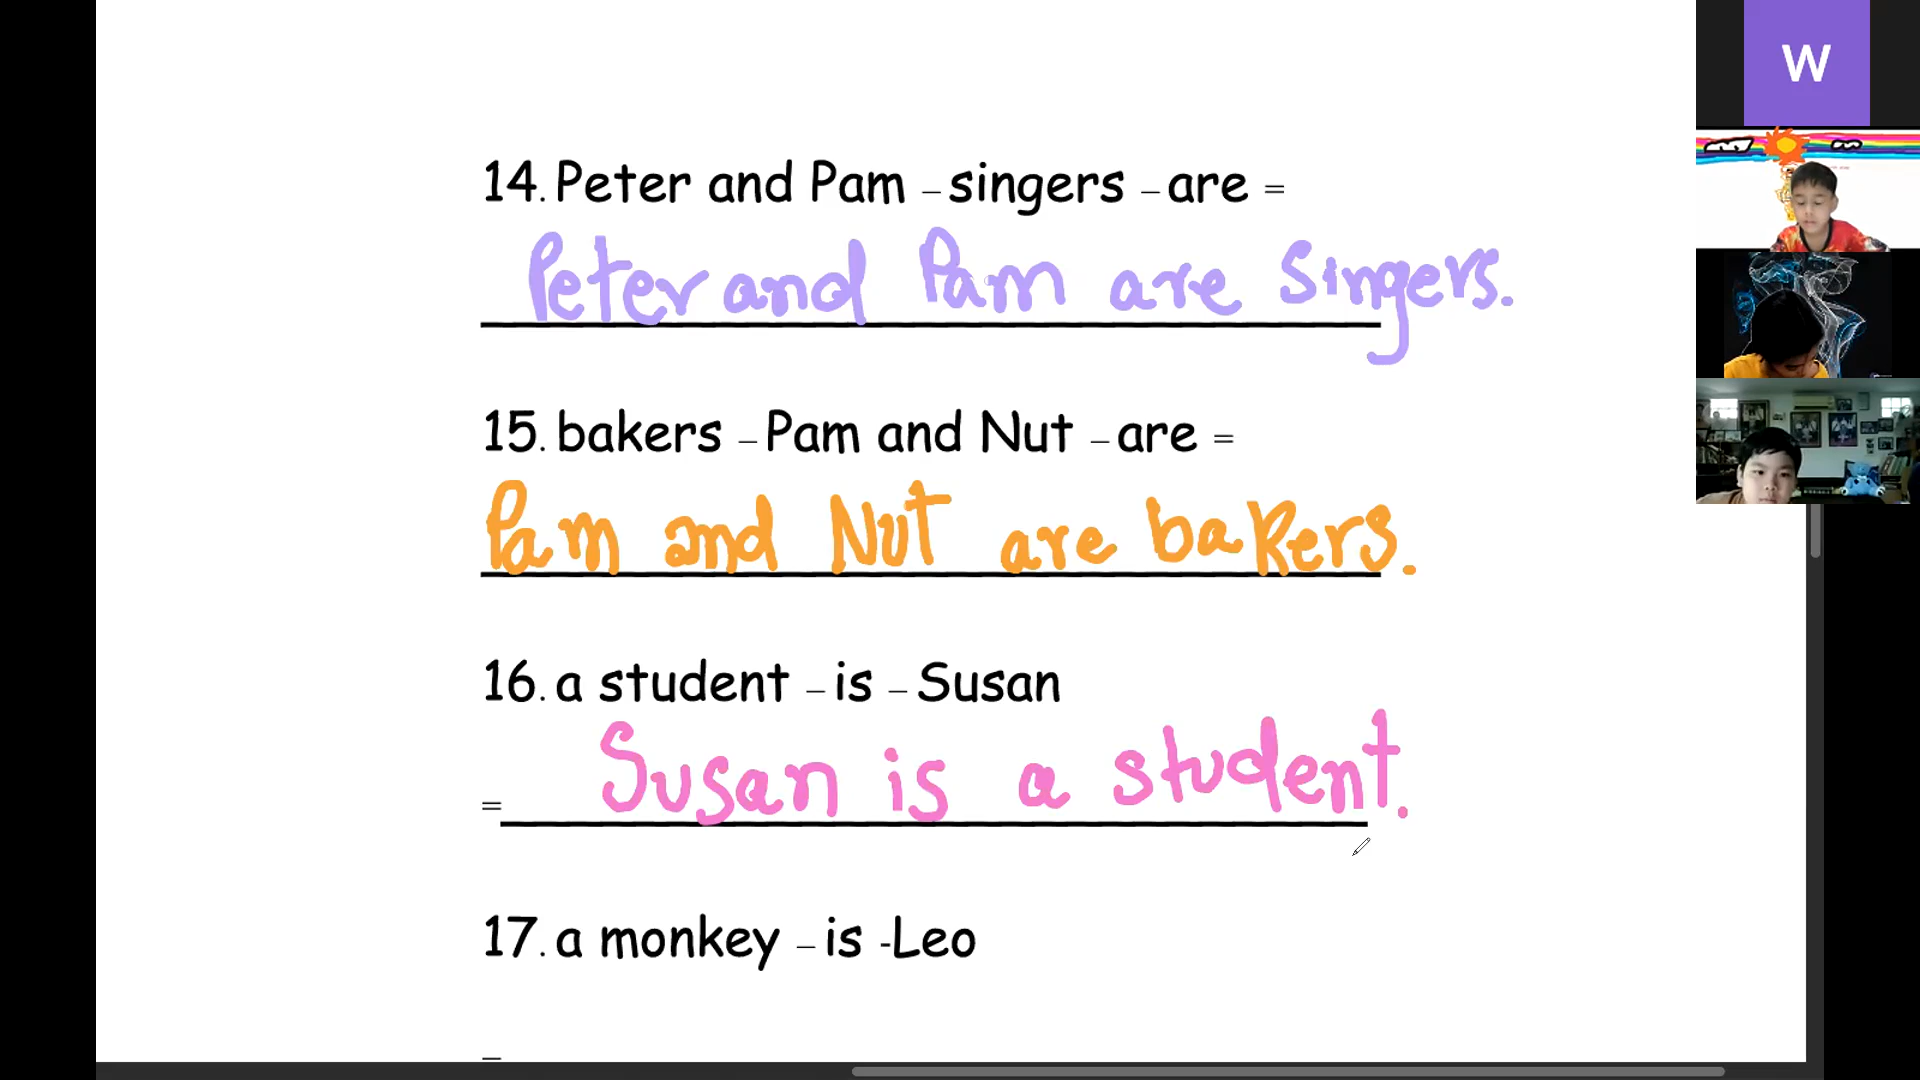 14. Peter and Pam – singers – are =
Peter and Pam are singers.
15. bakers – Pam and Nut – are =
Pam and Nut are bakers.
16. a student – is – Susan
= Susan is a student.
17. a monkey – is -Leo
=
W